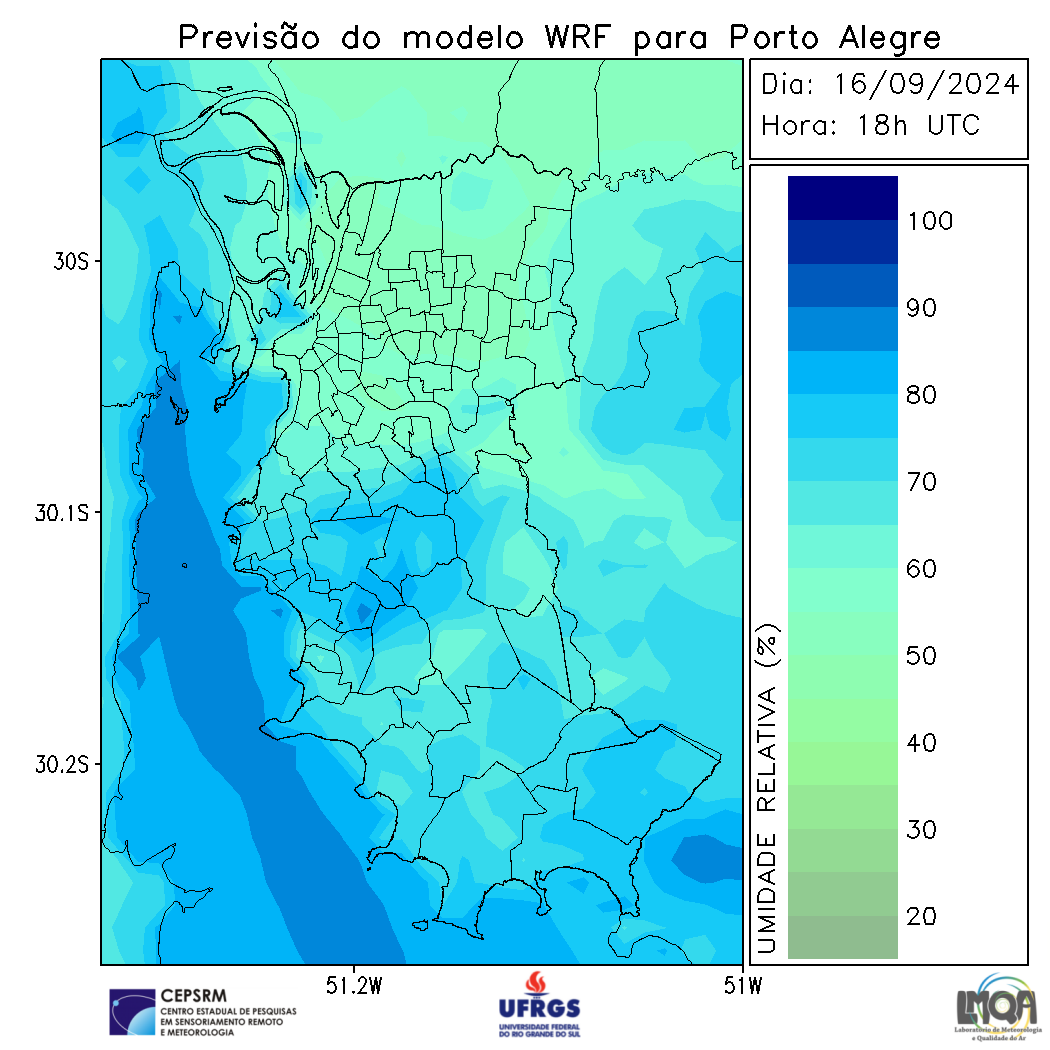 Previsão do modelo WRF para Porto Alegre
Dia: 16/09/2024
Hora: 18h UTC
30S
30.1S
30.2S
51.2W
51W
UMIDADE RELATIVA (%)
100
90
80
70
60
50
40
30
20
CEPSRM
CENTRO ESTADUAL DE PESQUISAS
EM SENSORIAMENTO REMOTO
E METEOROLOGIA
UFRGS
UNIVERSIDADE FEDERAL
DO RIO GRANDE DO SUL
LMQA
Laboratório de Meteorologia
e Qualidade do Ar